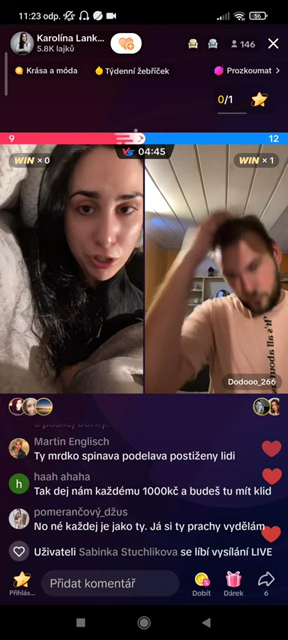 11:23 odp.
56
Karolína Lank...
5.8K lajků
146
Krása a móda
Týdenní žebříček
Prozkoumat >
0/1
9
12
WIN × 0
VS 04:45
WIN × 1
Dodooo_266
Martin Englisch
Ty mrdko spinava podelava postiženy lidi
h
haah ahaha
Tak dej nám každému 1000kč a budeš tu mít klid
pomerančový_džus
No né každej je jako ty. Já si ty prachy vydělám
Uživateli Sabinka Stuchlikova se líbí vysílání LIVE
Přihlás...
Přidat komentář
Dobít
Dárek
6